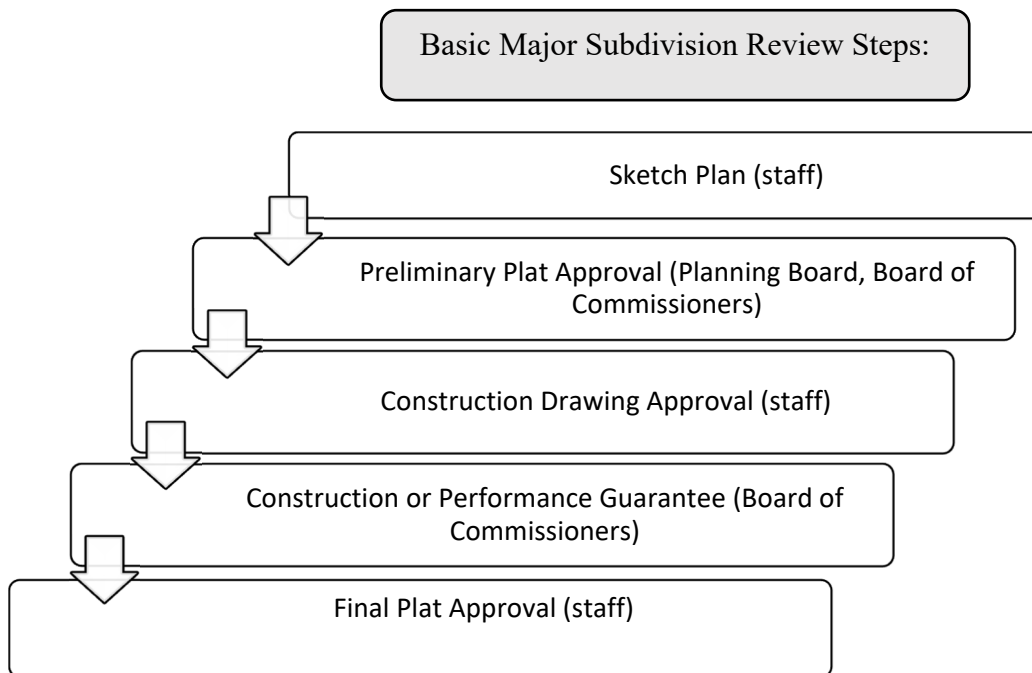 Basic Major Subdivision Review Steps:
Sketch Plan (staff)
Preliminary Plat Approval (Planning Board, Board of
Commissioners)
Construction Drawing Approval (staff)
Construction or Performance Guarantee (Board of
Commissioners)
Final Plat Approval (staff)